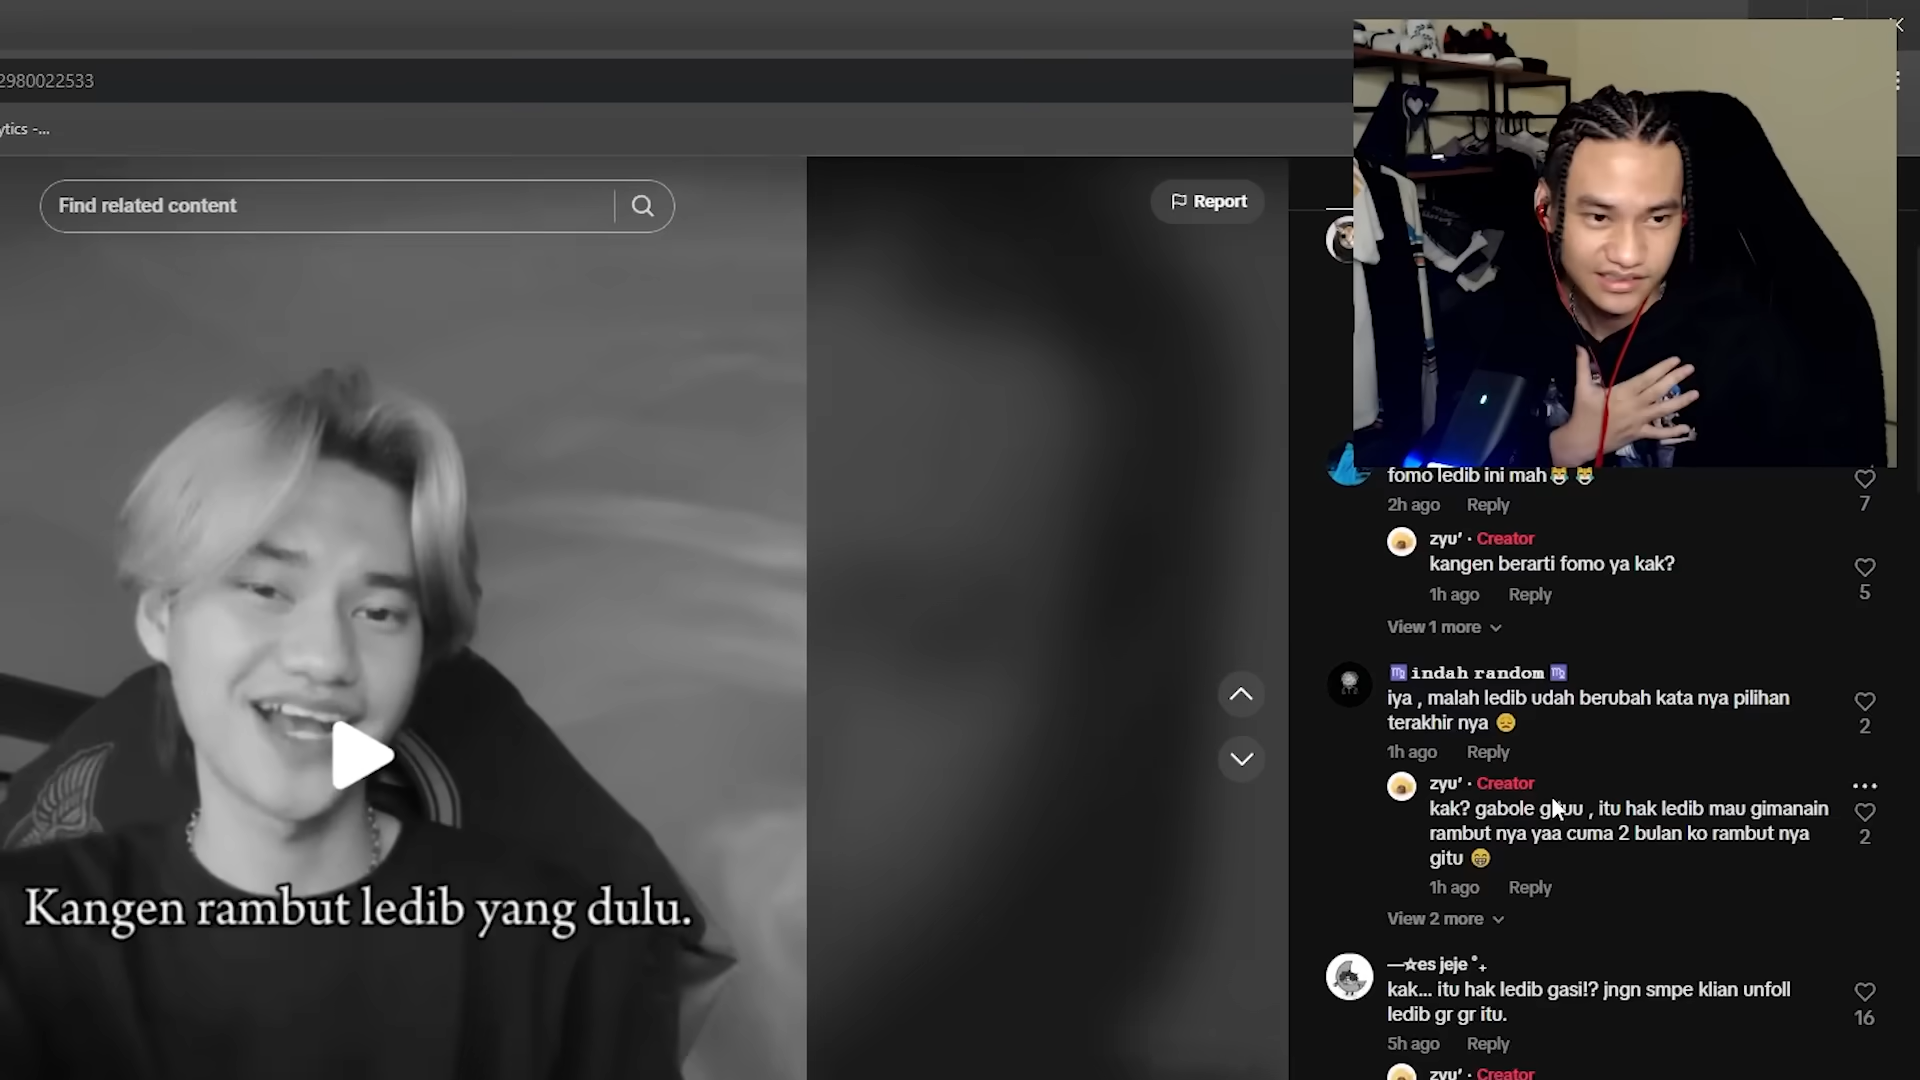 2980022533
ytics -...
Find related content
Report
Kangen rambut ledib yang dulu.
fomo ledib ini mah😹 😹
2h ago Reply
7
zyu' · Creator
kangen berarti fomo ya kak?
1h ago Reply
5
View 1 more
♍ indah random ♍
iya , malah ledib udah berubah kata nya pilihan
terakhir nya 😞
1h ago Reply
2
zyu' · Creator
kak? gabole , itu hak ledib mau gimanain
rambut nya yaa cuma 2 bulan ko rambut nya
gitu 😁
1h ago Reply
2
View 2 more
—☆es jeje ˚₊
kak... itu hak ledib gasi!? jngn smpe klian unfoll
ledib gr gr itu.
5h ago Reply
16
zyu' · Creator